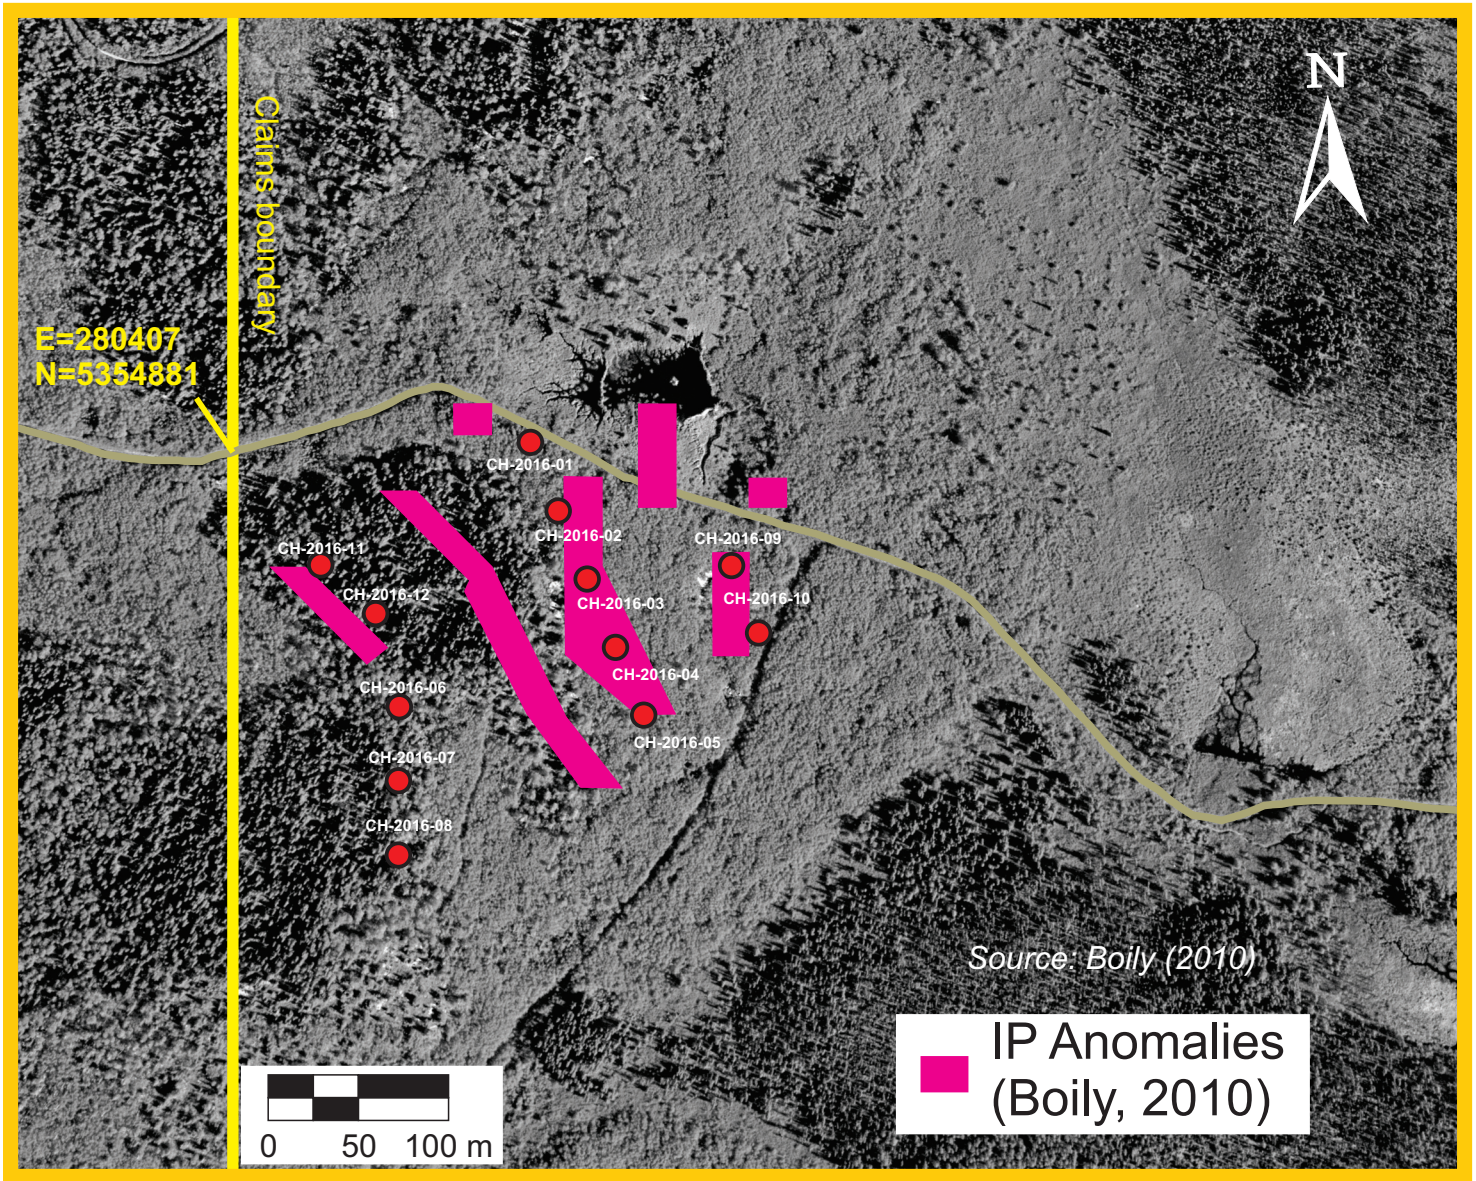 N
Claims boundary
E=280407
N=5354881
CH-2016-01
CH-2016-02
CH-2016-09
CH-2016-11
CH-2016-12
CH-2016-03
CH-2016-10
CH-2016-04
CH-2016-06
CH-2016-05
CH-2016-07
CH-2016-08
Source: Boily (2010)
IP Anomalies
(Boily, 2010)
0 50 100 m